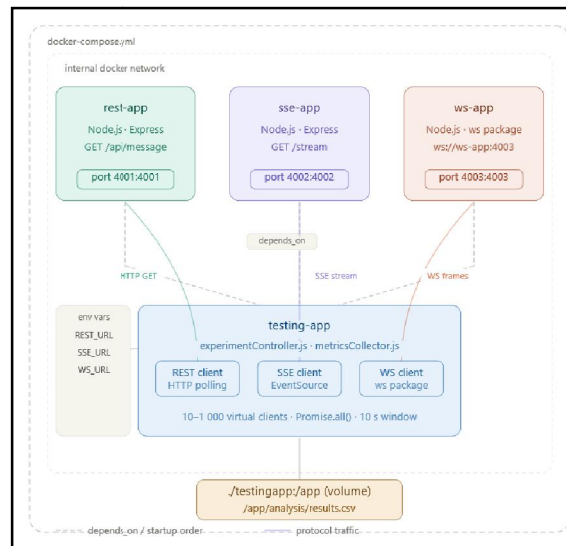 docker-compose.yml
internal docker network
rest-app
Node.js · Express
GET /api/message
port 4001:4001
sse-app
Node.js · Express
GET /stream
port 4002:4002
ws-app
Node.js · ws package
ws://ws-app:4003
port 4003:4003
depends_on
HTTP GET
SSE stream
WS frames
env vars
REST_URL
SSE_URL
WS_URL
testing-app
experimentController.js · metricsCollector.js
REST client
HTTP polling
SSE client
EventSource
WS client
ws package
10–1 000 virtual clients · Promise.all() · 10 s window
./testingapp:/app (volume)
/app/analysis/results.csv
depends_on / startup order
protocol traffic